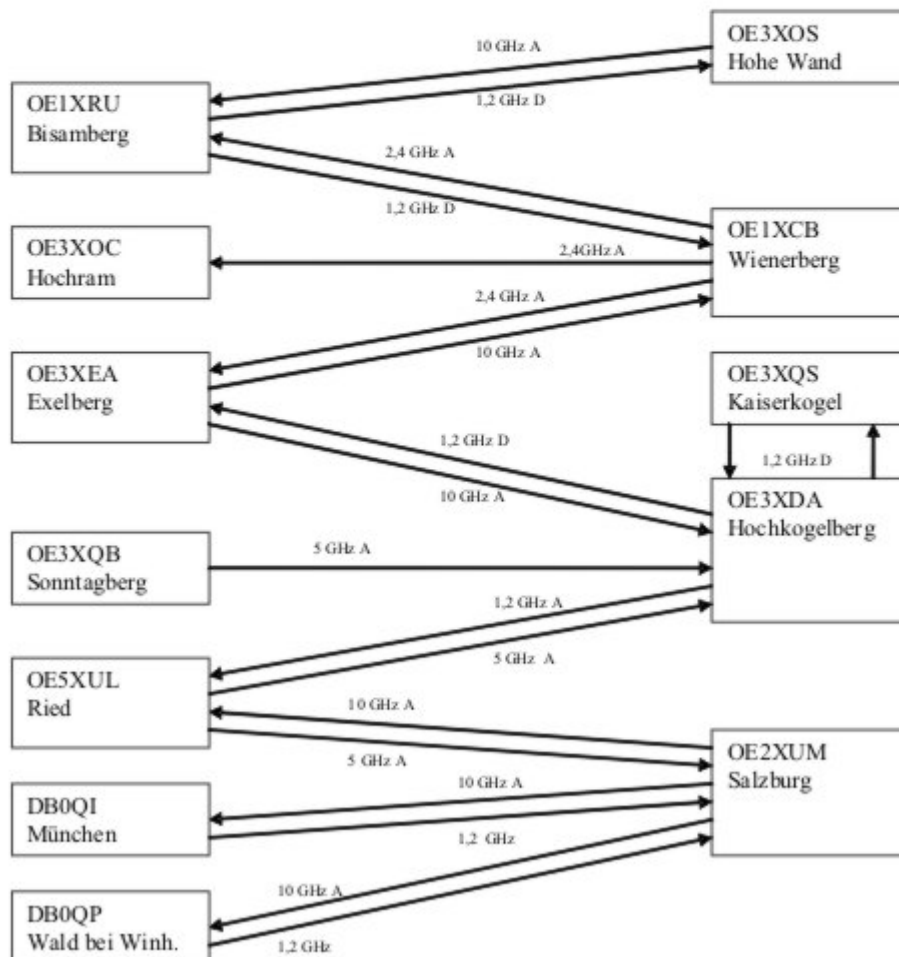 OE3XOS
Hohe Wand
10 GHz A
1,2 GHz D
OE1XRU
Bisamberg
2,4 GHz A
1,2 GHz D
OE1XCB
Wienerberg
OE3XOC
Hochram
2,4GHz A
2,4 GHz A
10 GHz A
OE3XEA
Exelberg
OE3XQS
Kaiserkogel
1,2 GHz D
1,2 GHz D
10 GHz A
OE3XDA
Hochkogelberg
OE3XQB
Sonntagberg
5 GHz A
1,2 GHz A
5 GHz  A
OE5XUL
Ried
10 GHz A
5 GHz A
OE2XUM
Salzburg
10 GHz A
DB0QI
München
1,2  GHz
10 GHz A
DB0QP
Wald bei Winh.
1,2 GHz